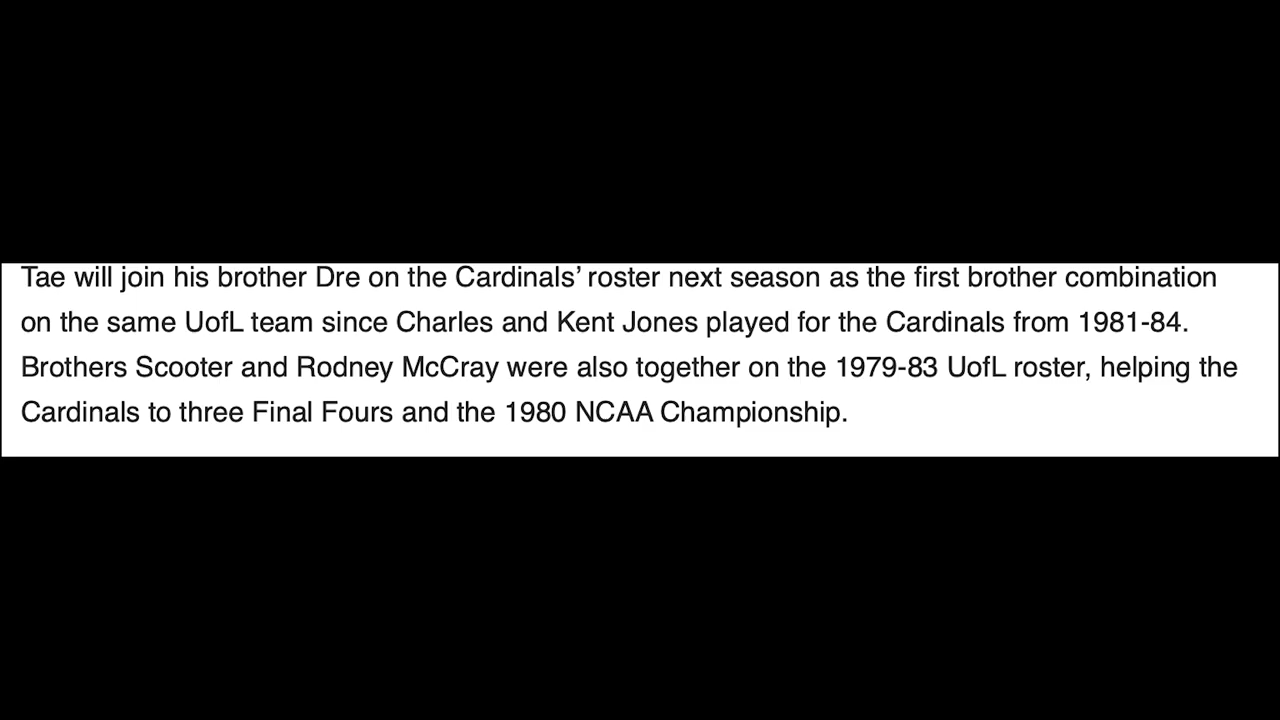 Tae will join his brother Dre on the Cardinals’ roster next season as the first brother combination
on the same UofL team since Charles and Kent Jones played for the Cardinals from 1981-84.
Brothers Scooter and Rodney McCray were also together on the 1979-83 UofL roster, helping the
Cardinals to three Final Fours and the 1980 NCAA Championship.